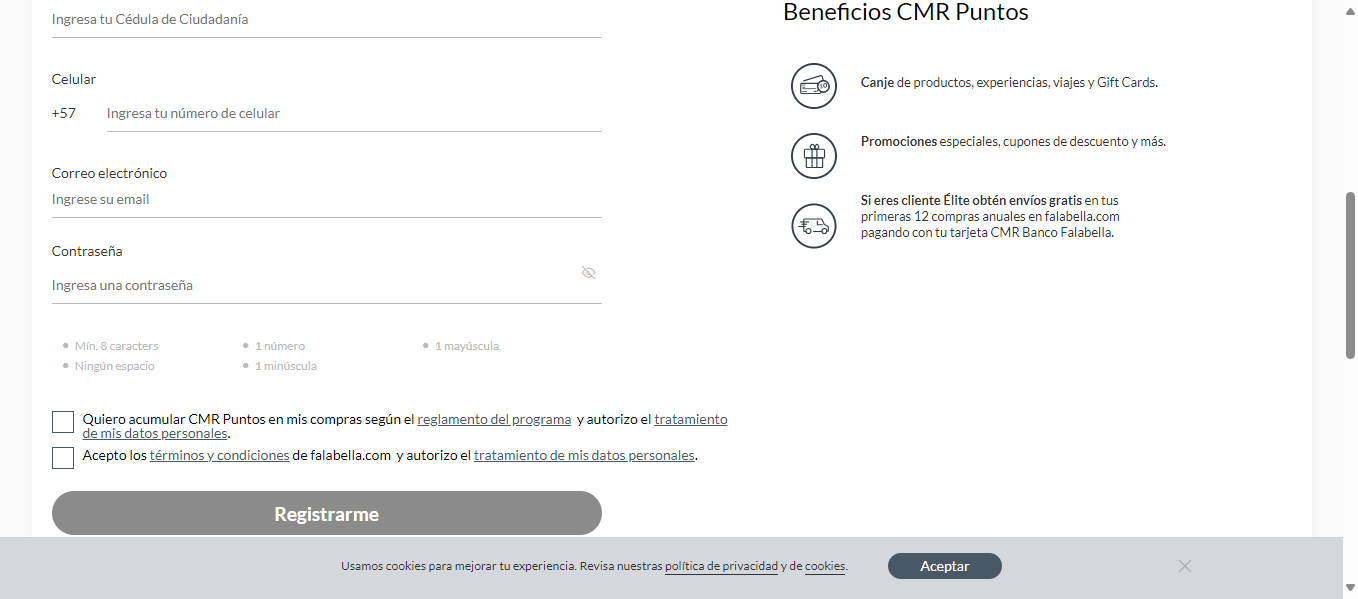 Ingresa tu Cédula de Ciudadanía
Celular
+57 Ingresa tu número de celular
Correo electrónico
Ingrese su email
Contraseña
Ingresa una contraseña
Mín. 8 caracters
1 número
1 mayúscula
Ningún espacio
1 minúscula
Quiero acumular CMR Puntos en mis compras según el reglamento del programa y autorizo el tratamiento
de mis datos personales.
Acepto los términos y condiciones de falabella.com y autorizo el tratamiento de mis datos personales.
Registrarme
Beneficios CMR Puntos
Canje de productos, experiencias, viajes y Gift Cards.
Promociones especiales, cupones de descuento y más.
Si eres cliente Élite obtén envíos gratis en tus
primeras 12 compras anuales en falabella.com
pagando con tu tarjeta CMR Banco Falabella.
Usamos cookies para mejorar tu experiencia. Revisa nuestras política de privacidad y de cookies.
Aceptar